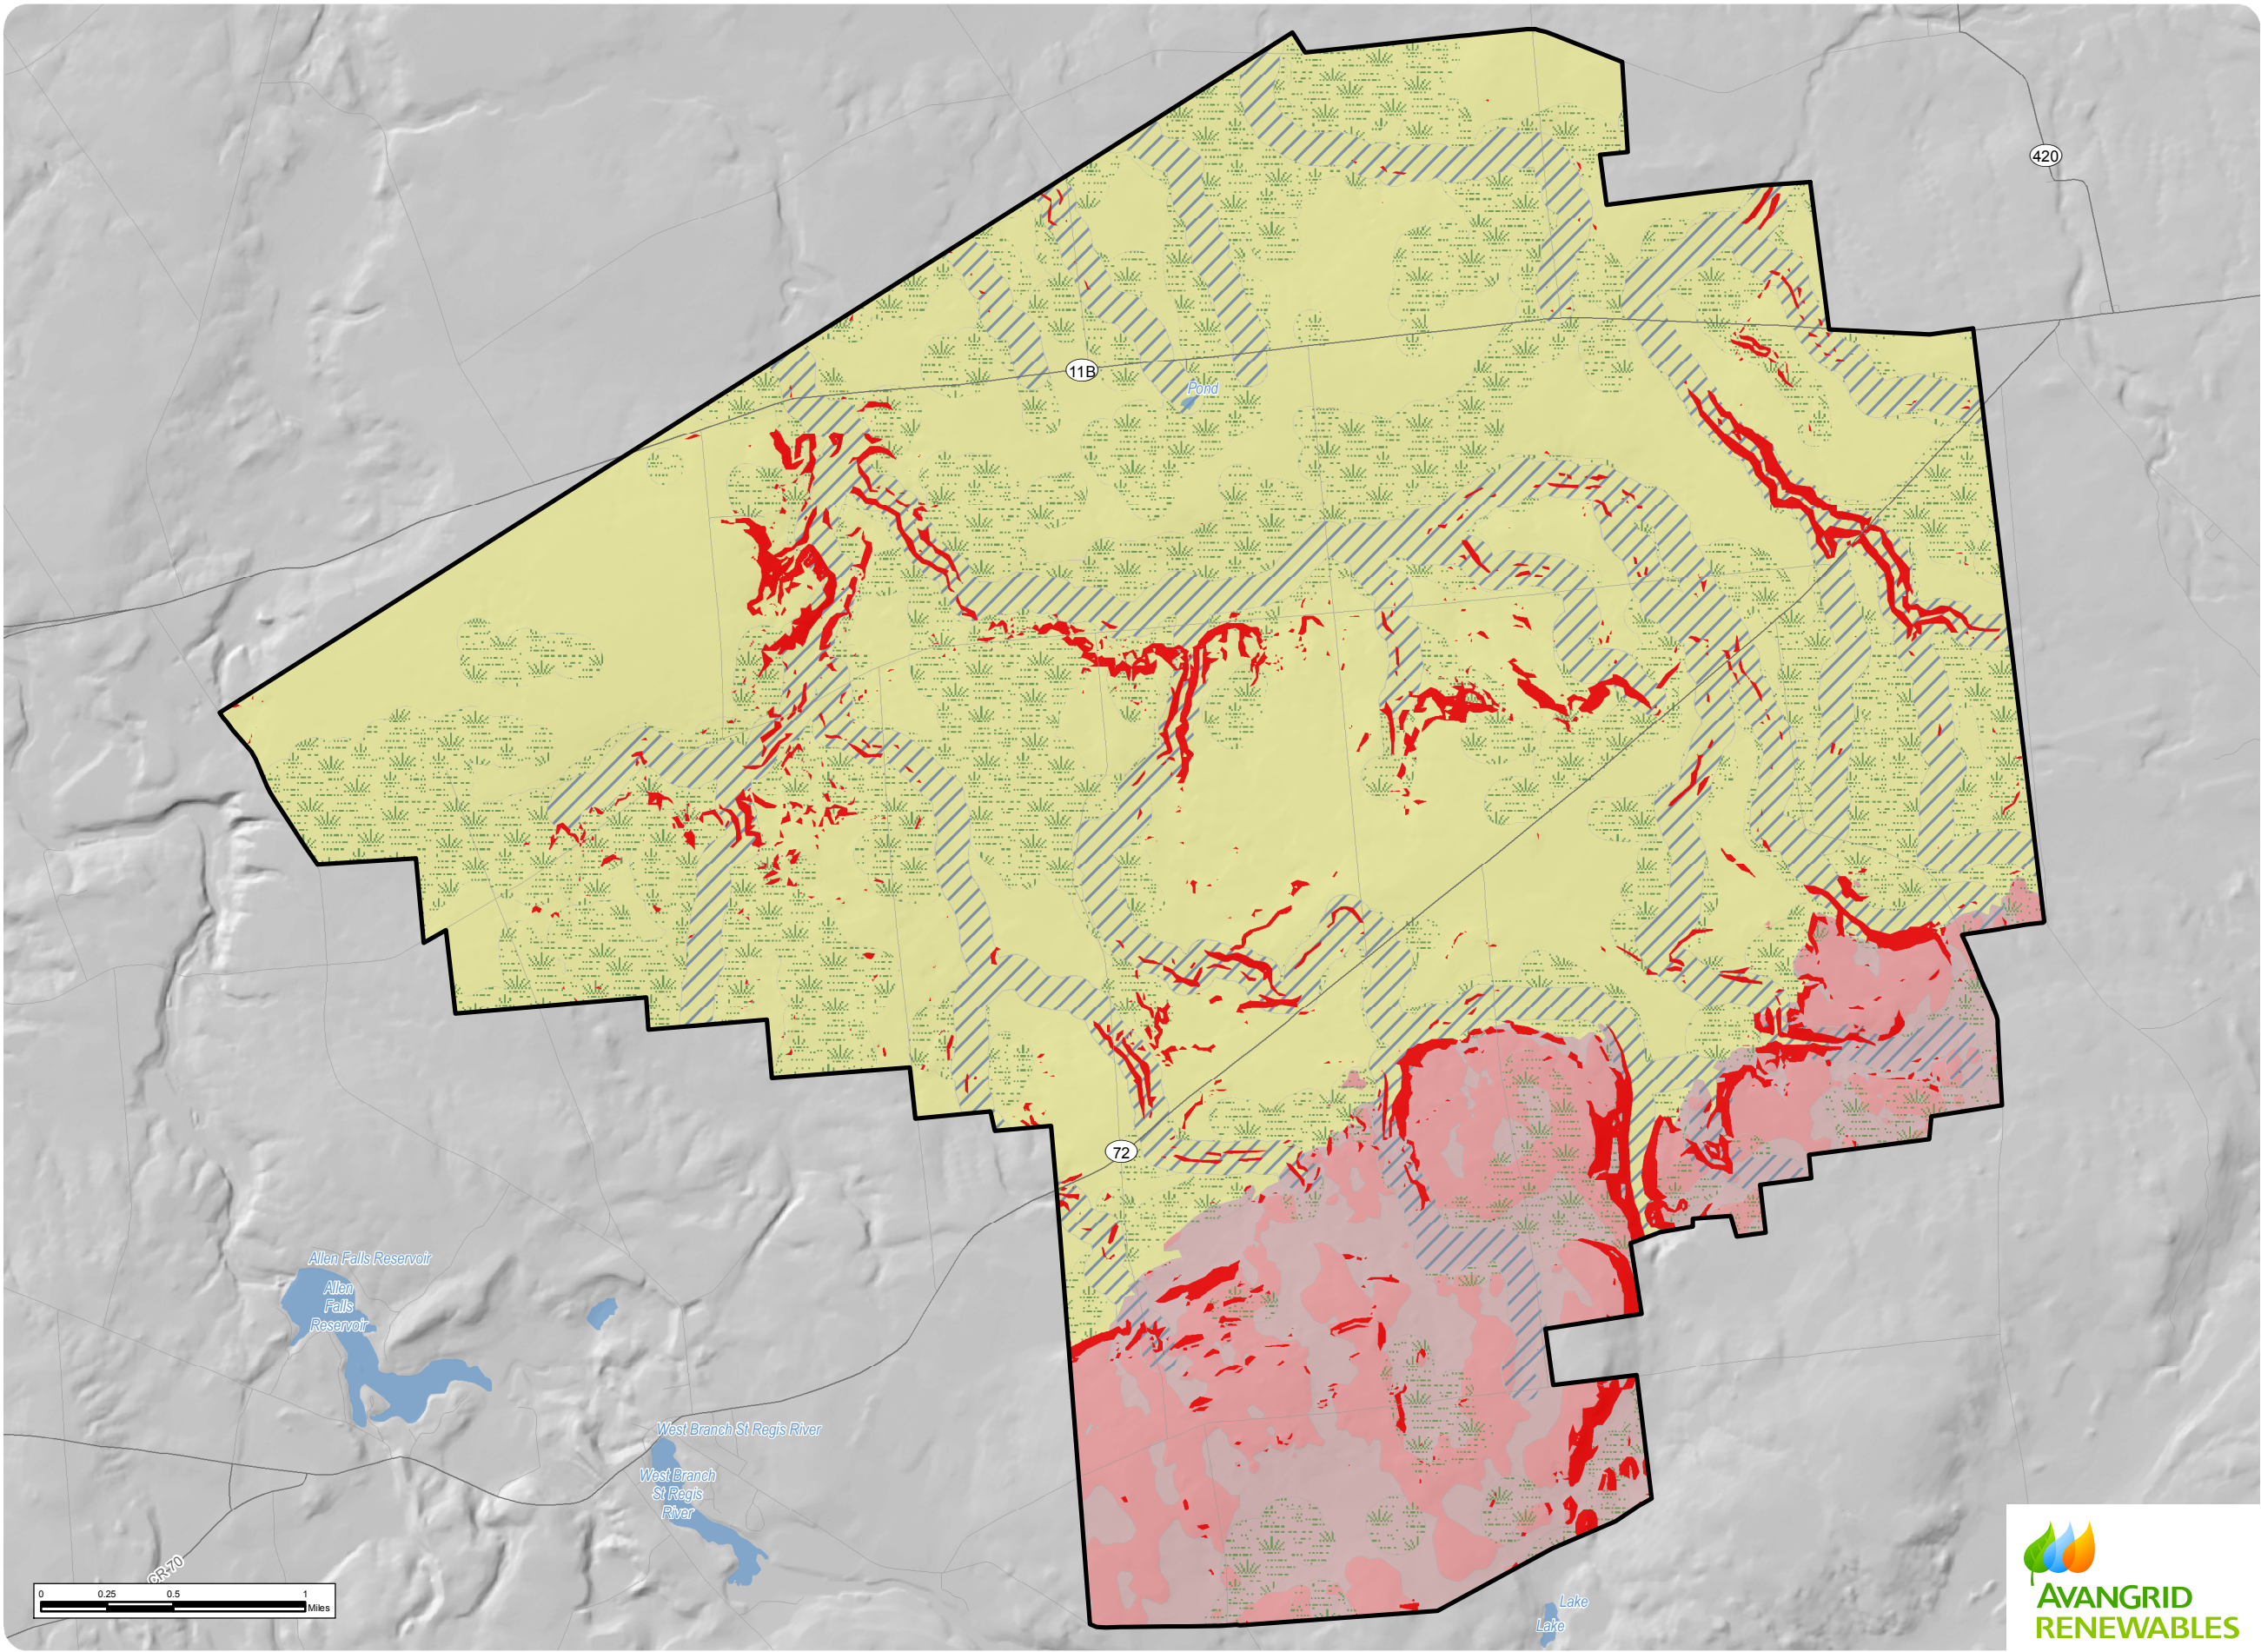 420
11B
Pond
72
Allen Falls Reservoir
Allen
Falls
Reservoir
West Branch St Regis River
West Branch
St Regis
River
CR-70
0 0.25 0.5 1
Miles
Lake
Lake
AVANGRID
RENEWABLES